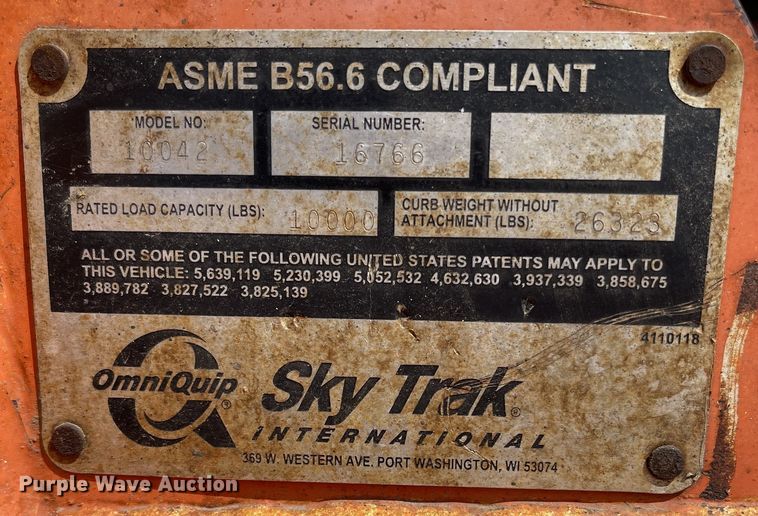 ASME B56.6 COMPLIANT
MODEL NO: SERIAL NUMBER:
10042 16766
RATED LOAD CAPACITY (LBS): 10000 CURB WEIGHT WITHOUT ATTACHMENT (LBS): 26323
ALL OR SOME OF THE FOLLOWING UNITED STATES PATENTS MAY APPLY TO
THIS VEHICLE: 5,639,119 5,230,399 5,052,532 4,632,630 3,937,339 3,858,675
3,889,782 3,827,522 3,825,139
4110118
OmniQuip® Sky Trak®
INTERNATIONAL
369 W. WESTERN AVE. PORT WASHINGTON, WI 53074
Purple Wave Auction